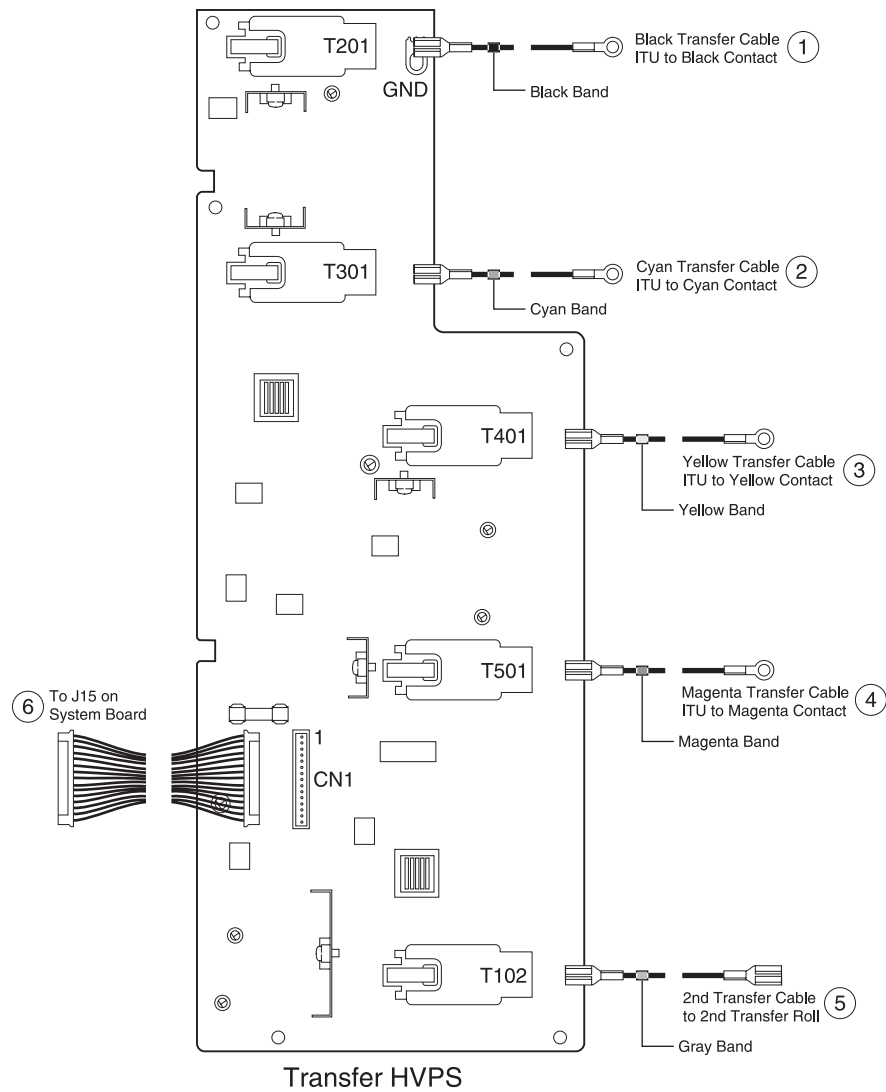 T201
GND
Black Transfer Cable
ITU to Black Contact
1
Black Band
T301
Cyan Transfer Cable
ITU to Cyan Contact
2
Cyan Band
T401
Yellow Transfer Cable
ITU to Yellow Contact
3
Yellow Band
T501
Magenta Transfer Cable
ITU to Magenta Contact
4
Magenta Band
6
To J15 on
System Board
1
CN1
T102
2nd Transfer Cable
to 2nd Transfer Roll
5
Gray Band
Transfer HVPS